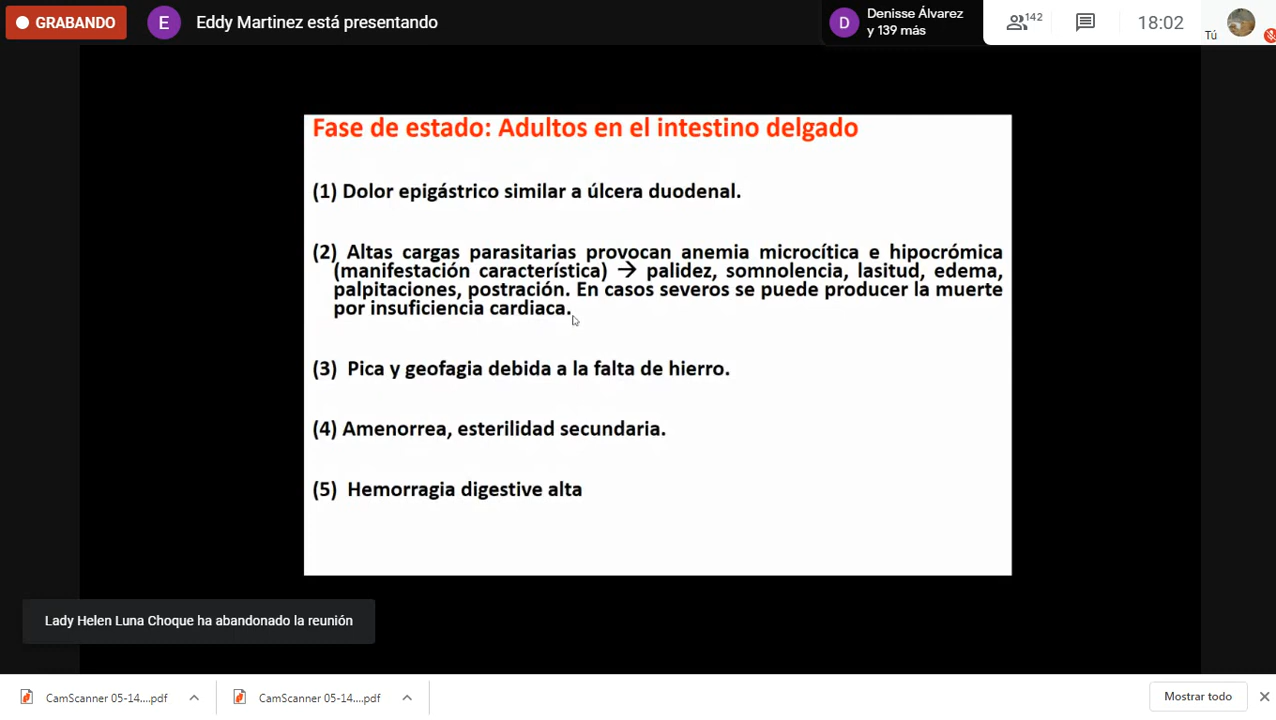 GRABANDO
E
Eddy Martinez está presentando
D
Denisse Álvarez
y 139 más
142
18:02
Tú
Fase de estado: Adultos en el intestino delgado
(1) Dolor epigástrico similar a úlcera duodenal.
(2) Altas cargas parasitarias provocan anemia microcítica e hipocrómica
(manifestación característica) → palidez, somnolencia, lasitud, edema,
palpitaciones, postración. En casos severos se puede producer la muerte
por insuficiencia cardiaca.
(3) Pica y geofagia debida a la falta de hierro.
(4) Amenorrea, esterilidad secundaria.
(5) Hemorragia digestive alta
Lady Helen Luna Choque ha abandonado la reunión
CamScanner 05-14....pdf
CamScanner 05-14....pdf
Mostrar todo